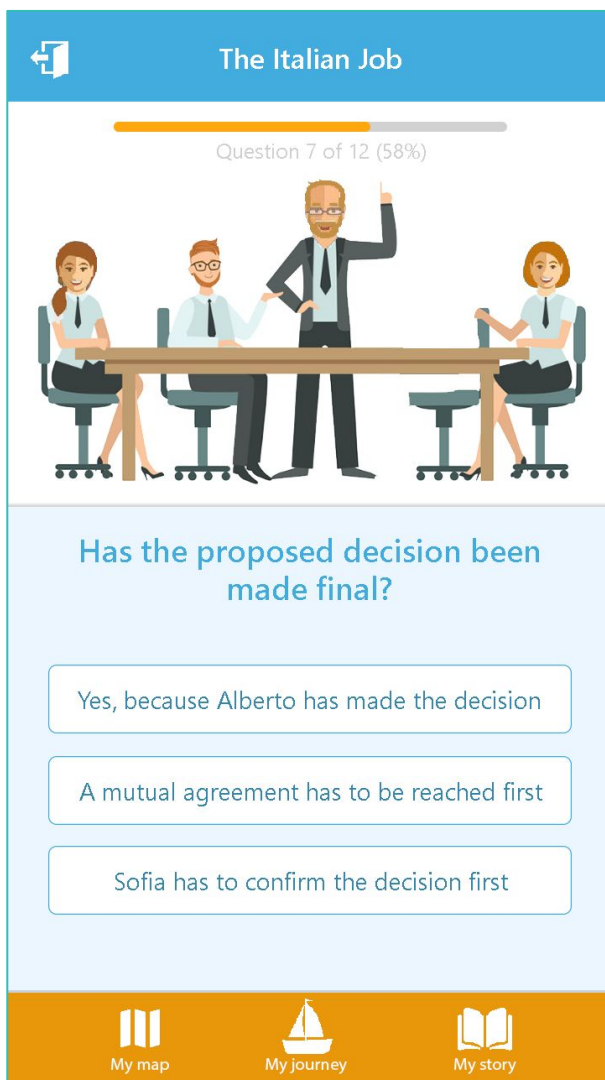 The Italian Job
Question 7 of 12 (58%)
Has the proposed decision been
made final?
Yes, because Alberto has made the decision
A mutual agreement has to be reached first
Sofia has to confirm the decision first
My map
My journey
My story